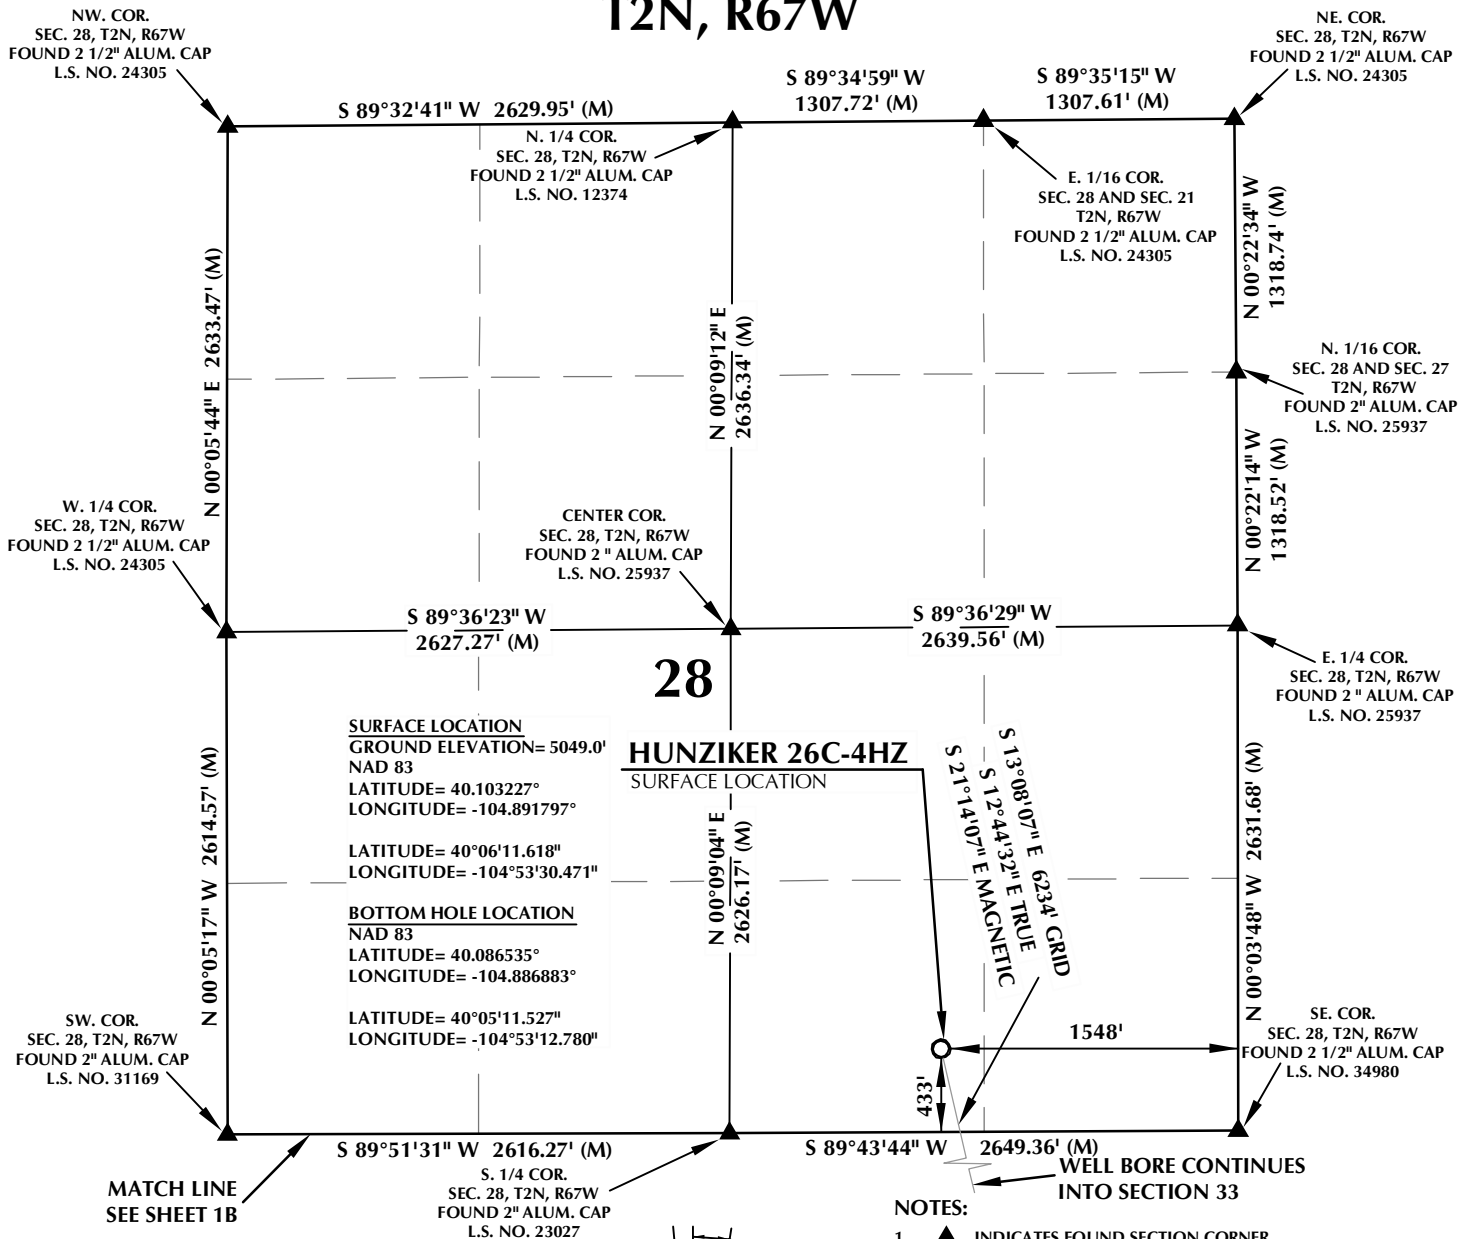 T2N, R67W
NW. COR.
SEC. 28, T2N, R67W
FOUND 2 1/2" ALUM. CAP
L.S. NO. 24305
NE. COR.
SEC. 28, T2N, R67W
FOUND 2 1/2" ALUM. CAP
L.S. NO. 24305
S 89°32'41" W 2629.95' (M)
S 89°34'59" W
1307.72' (M)
S 89°35'15" W
1307.61' (M)
N. 1/4 COR.
SEC. 28, T2N, R67W
FOUND 2 1/2" ALUM. CAP
L.S. NO. 12374
E. 1/16 COR.
SEC. 28 AND SEC. 21
T2N, R67W
FOUND 2 1/2" ALUM. CAP
L.S. NO. 24305
N 00°05'44" E 2633.47' (M)
N 00°09'12" E
2636.34' (M)
N 00°22'34" W
1318.74' (M)
N. 1/16 COR.
SEC. 28 AND SEC. 27
T2N, R67W
FOUND 2" ALUM. CAP
L.S. NO. 25937
N 00°22'14" W
1318.52' (M)
W. 1/4 COR.
SEC. 28, T2N, R67W
FOUND 2 1/2" ALUM. CAP
L.S. NO. 24305
CENTER COR.
SEC. 28, T2N, R67W
FOUND 2 " ALUM. CAP
L.S. NO. 25937
S 89°36'23" W
2627.27' (M)
S 89°36'29" W
2639.56' (M)
E. 1/4 COR.
SEC. 28, T2N, R67W
FOUND 2 " ALUM. CAP
L.S. NO. 25937
28
SURFACE LOCATION
GROUND ELEVATION= 5049.0'
NAD 83
LATITUDE= 40.103227°
LONGITUDE= -104.891797°
LATITUDE= 40°06'11.618"
LONGITUDE= -104°53'30.471"
BOTTOM HOLE LOCATION
NAD 83
LATITUDE= 40.086535°
LONGITUDE= -104.886883°
LATITUDE= 40°05'11.527"
LONGITUDE= -104°53'12.780"
HUNZIKER 26C-4HZ
SURFACE LOCATION
S 13°08'07" E 6234' GRID
S 12°44'32" E TRUE
S 21°14'07" E MAGNETIC
N 00°05'17" W 2614.57' (M)
N 00°09'04" E
2626.17' (M)
N 00°03'48" W 2631.68' (M)
SW. COR.
SEC. 28, T2N, R67W
FOUND 2" ALUM. CAP
L.S. NO. 31169
SE. COR.
SEC. 28, T2N, R67W
FOUND 2 1/2" ALUM. CAP
L.S. NO. 34980
1548'
433'
S 89°51'31" W 2616.27' (M)
S 89°43'44" W 2649.36' (M)
MATCH LINE
SEE SHEET 1B
S. 1/4 COR.
SEC. 28, T2N, R67W
FOUND 2" ALUM. CAP
L.S. NO. 23027
WELL BORE CONTINUES
INTO SECTION 33
NOTES:
1. INDICATES FOUND SECTION CORNER